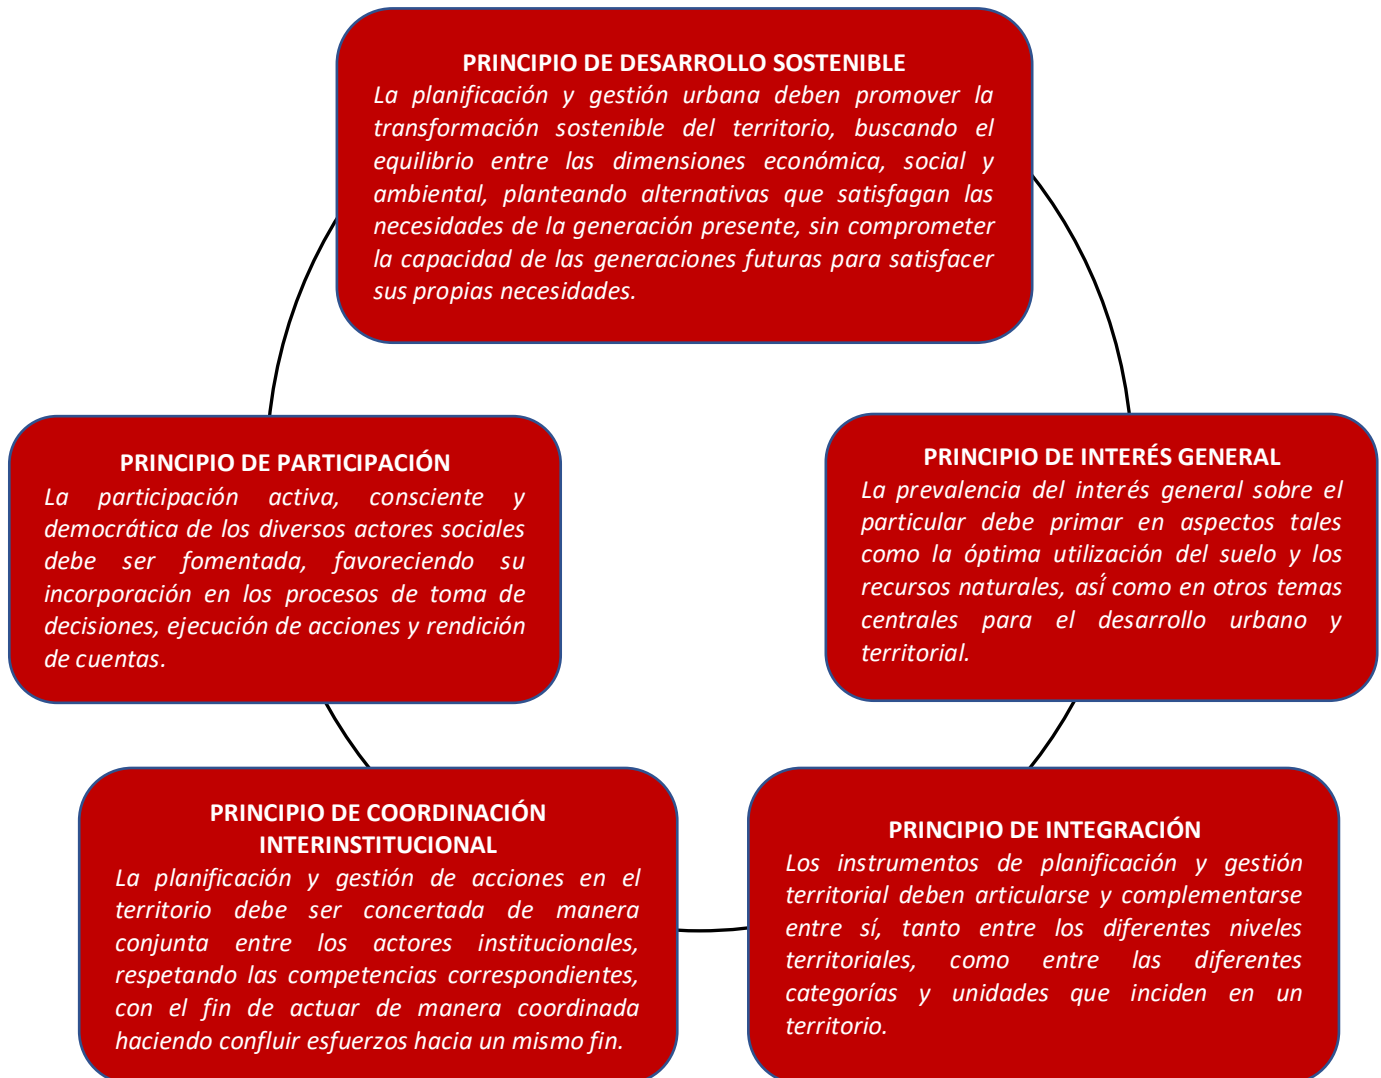 PRINCIPIO DE DESARROLLO SOSTENIBLE
La planificación y gestión urbana deben promover la
transformación sostenible del territorio, buscando el
equilibrio entre las dimensiones económica, social y
ambiental, planteando alternativas que satisfagan las
necesidades de la generación presente, sin comprometer
la capacidad de las generaciones futuras para satisfacer
sus propias necesidades.
PRINCIPIO DE PARTICIPACIÓN
La participación activa, consciente y
democrática de los diversos actores sociales
debe ser fomentada, favoreciendo su
incorporación en los procesos de toma de
decisiones, ejecución de acciones y rendición
de cuentas.
PRINCIPIO DE INTERÉS GENERAL
La prevalencia del interés general sobre el
particular debe primar en aspectos tales
como la óptima utilización del suelo y los
recursos naturales, así como en otros temas
centrales para el desarrollo urbano y
territorial.
PRINCIPIO DE COORDINACIÓN
INTERINSTITUCIONAL
La planificación y gestión de acciones en el
territorio debe ser concertada de manera
conjunta entre los actores institucionales,
respetando las competencias correspondientes,
con el fin de actuar de manera coordinada
haciendo confluir esfuerzos hacia un mismo fin.
PRINCIPIO DE INTEGRACIÓN
Los instrumentos de planificación y gestión
territorial deben articularse y complementarse
entre sí, tanto entre los diferentes niveles
territoriales, como entre las diferentes
categorías y unidades que inciden en un
territorio.